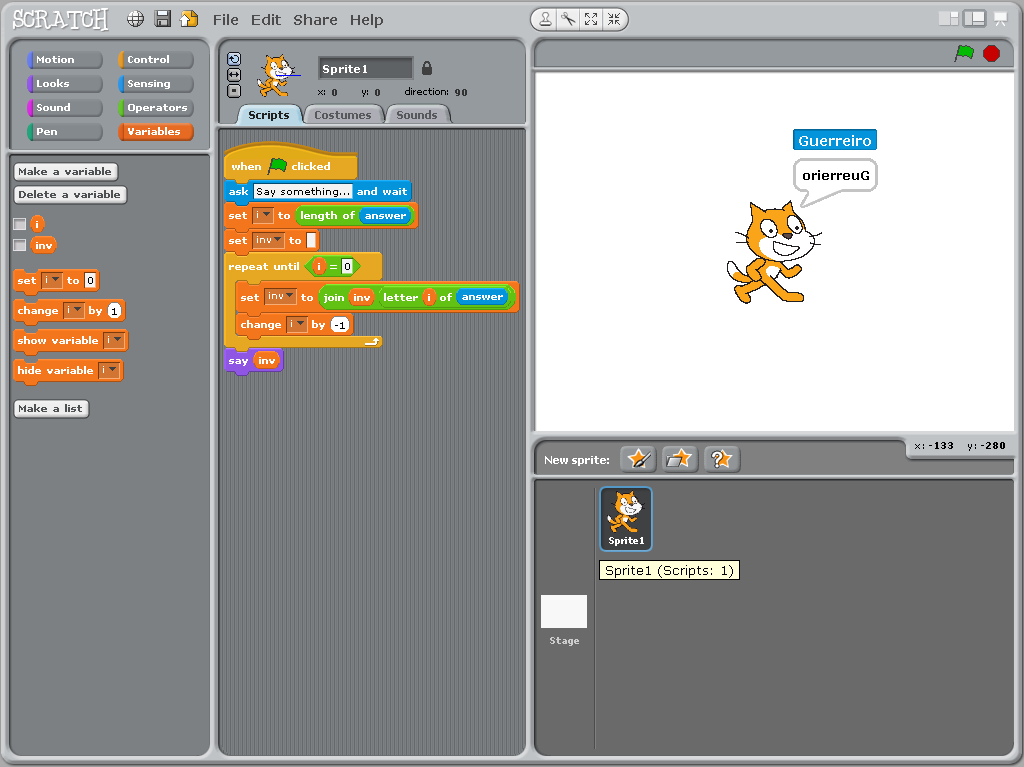 SCRATCH File Edit Share Help
Motion Control
Looks Sensing
Sound Operators
Pen Variables
Make a variable
Delete a variable
i
inv
set i to 0
change i by 1
show variable i
hide variable i
Make a list
Sprite1
x: 0 y: 0 direction: 90
Scripts Costumes Sounds
when clicked
ask Say something... and wait
set i to length of answer
set inv to
repeat until i = 0
set inv to join inv letter i of answer
change i by -1
say inv
Guerreiro
orierreuG
x: -133 y: -280
New sprite:
Sprite1
Sprite1 (Scripts: 1)
Stage